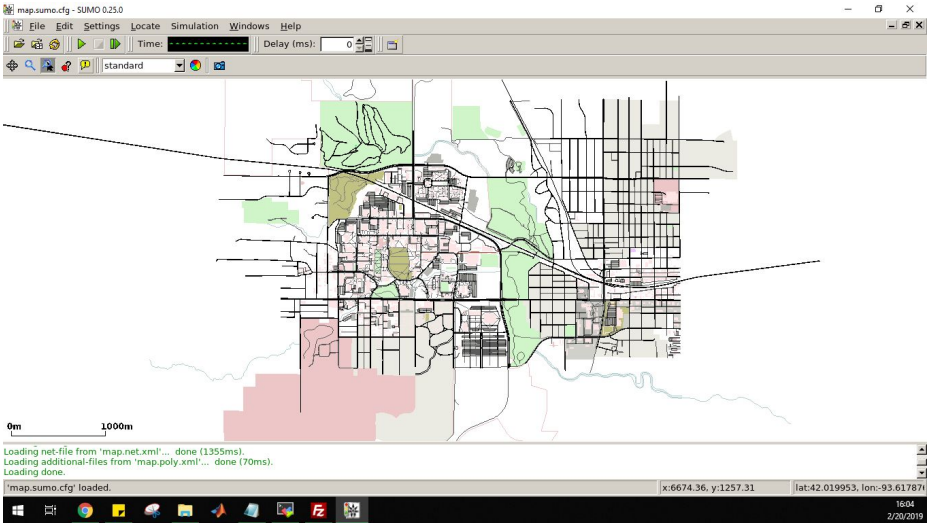 map.sumo.cfg - SUMO 0.25.0
File Edit Settings Locate Simulation Windows Help
Time: Delay (ms): 0
standard
0m 1000m
Loading net-file from 'map.net.xml'... done (1355ms).
Loading additional-files from 'map.poly.xml'... done (70ms).
Loading done.
'map.sumo.cfg' loaded. x:6674.36, y:1257.31 lat:42.019953, lon:-93.61787
16:04
2/20/2019